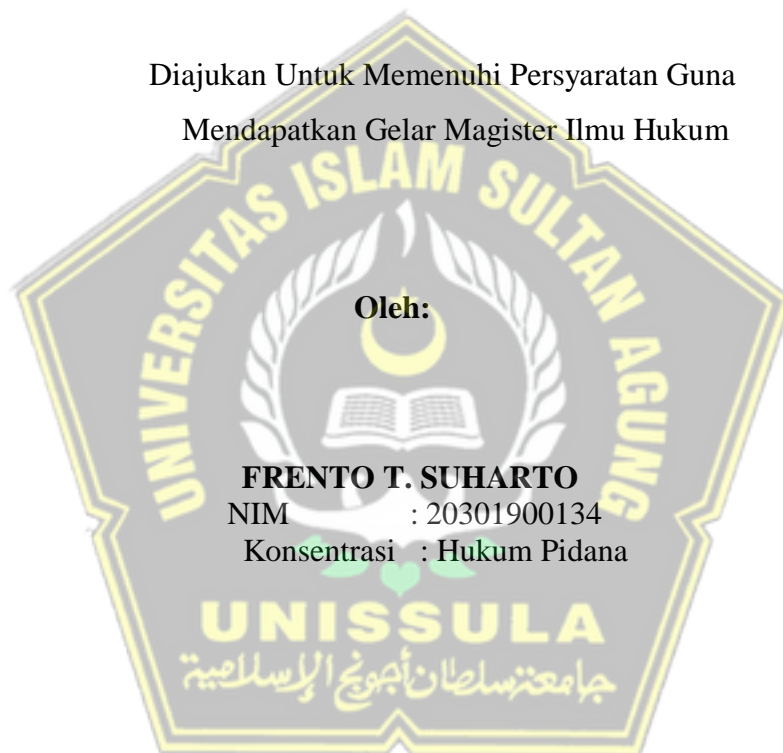 Diajukan Untuk Memenuhi Persyaratan Guna
Mendapatkan Gelar Magister Ilmu Hukum
UNIVERSITAS ISLAM SULTAN AGUNG
Oleh:
FRENTO T. SUHARTO
NIM : 20301900134
Konsentrasi : Hukum Pidana
UNISSULA
جامعة سلطان أجونج الإسلامية